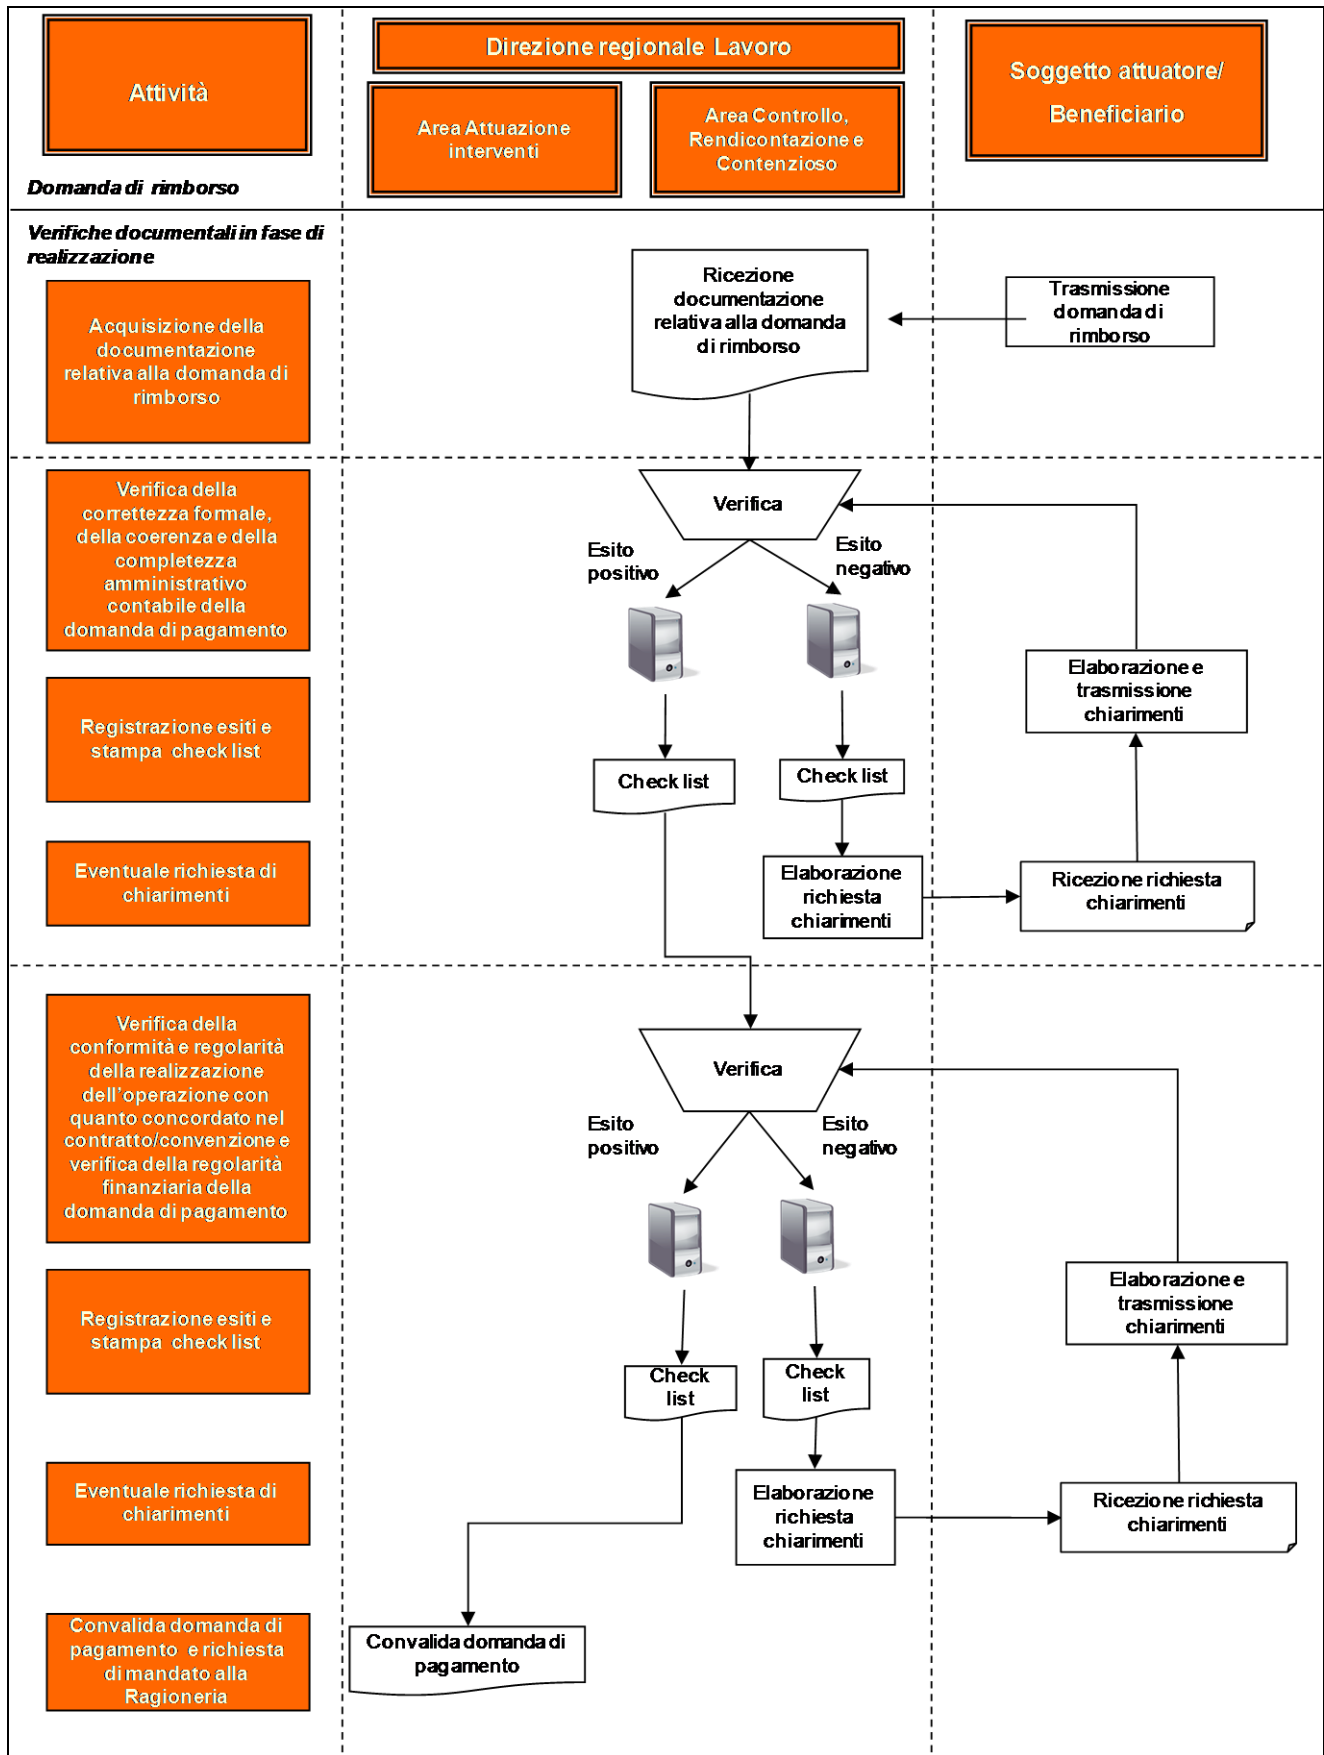 Attività
Direzione regionale Lavoro
Area Attuazione
interventi
Area Controllo,
Rendicontazione e
Contenzioso
Soggetto attuatore/
Beneficiario
Domanda di rimborso
Verifiche documentali in fase di
realizzazione
Acquisizione della
documentazione
relativa alla domanda di
rimborso
Ricezione
documentazione
relativa alla domanda
di rimborso
Trasmissione
domanda di
rimborso
Verifica della
correttezza formale,
della coerenza e della
completezza
amministrativo
contabile della
domanda di pagamento
Verifica
Esito
positivo
Esito
negativo
Elaborazione e
trasmissione
chiarimenti
Registrazione esiti e
stampa check list
Check list
Check list
Eventuale richiesta di
chiarimenti
Elaborazione
richiesta
chiarimenti
Ricezione richiesta
chiarimenti
Verifica della
conformità e regolarità
della realizzazione
dell'operazione con
quanto concordato nel
contratto/convenzione e
verifica della regolarità
finanziaria della
domanda di pagamento
Verifica
Esito
positivo
Esito
negativo
Elaborazione e
trasmissione
chiarimenti
Registrazione esiti e
stampa check list
Check
list
Check
list
Eventuale richiesta di
chiarimenti
Elaborazione
richiesta
chiarimenti
Ricezione richiesta
chiarimenti
Convalida domanda di
pagamento e richiesta
di mandato alla
Ragioneria
Convalida domanda di
pagamento